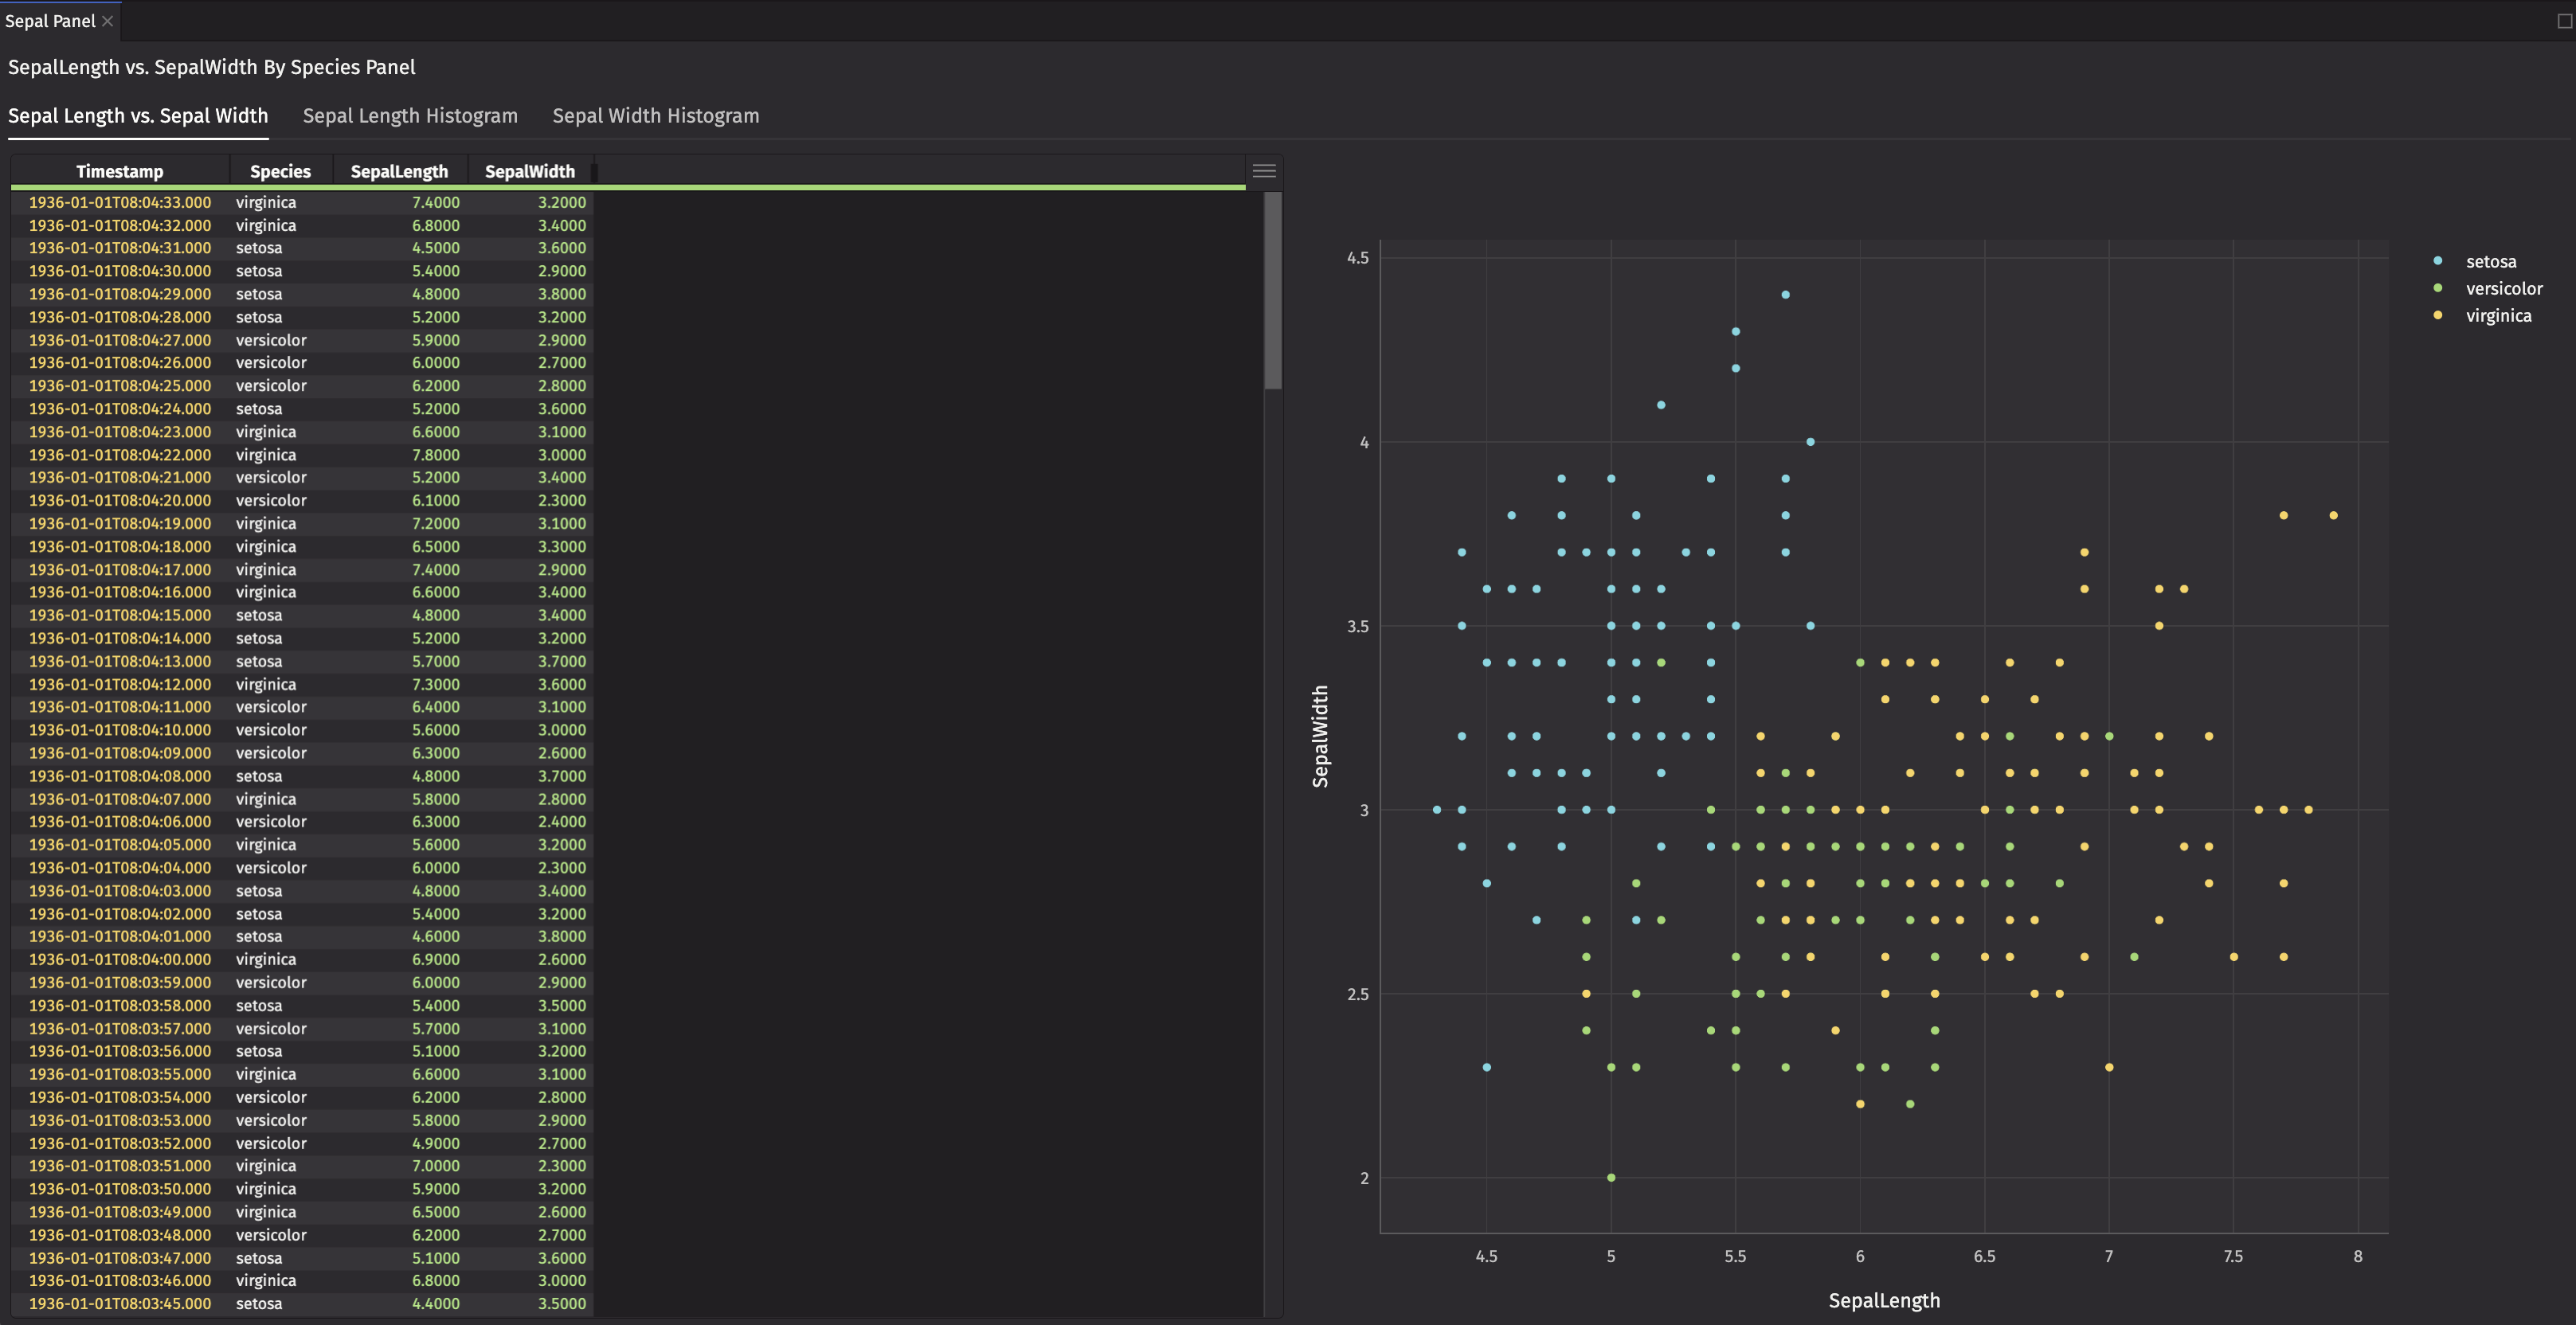 Sepal Panel
SepalLength vs. SepalWidth By Species Panel
Sepal Length vs. Sepal Width Sepal Length Histogram Sepal Width Histogram
Timestamp Species SepalLength SepalWidth
1936-01-01T08:04:33.000 virginica 7.4000 3.2000
1936-01-01T08:04:32.000 virginica 6.8000 3.4000
1936-01-01T08:04:31.000 setosa 4.5000 3.6000
1936-01-01T08:04:30.000 setosa 5.4000 2.9000
1936-01-01T08:04:29.000 setosa 4.8000 3.8000
1936-01-01T08:04:28.000 setosa 5.2000 3.2000
1936-01-01T08:04:27.000 versicolor 5.9000 2.9000
1936-01-01T08:04:26.000 versicolor 6.0000 2.7000
1936-01-01T08:04:25.000 versicolor 6.2000 2.8000
1936-01-01T08:04:24.000 setosa 5.2000 3.6000
1936-01-01T08:04:23.000 virginica 6.6000 3.1000
1936-01-01T08:04:22.000 virginica 7.8000 3.0000
1936-01-01T08:04:21.000 versicolor 5.2000 3.4000
1936-01-01T08:04:20.000 versicolor 6.1000 2.3000
1936-01-01T08:04:19.000 virginica 7.2000 3.1000
1936-01-01T08:04:18.000 virginica 6.5000 3.3000
1936-01-01T08:04:17.000 virginica 7.4000 2.9000
1936-01-01T08:04:16.000 virginica 6.6000 3.4000
1936-01-01T08:04:15.000 setosa 4.8000 3.4000
1936-01-01T08:04:14.000 setosa 5.2000 3.2000
1936-01-01T08:04:13.000 setosa 5.7000 3.7000
1936-01-01T08:04:12.000 virginica 7.3000 3.6000
1936-01-01T08:04:11.000 versicolor 6.4000 3.1000
1936-01-01T08:04:10.000 versicolor 5.6000 3.0000
1936-01-01T08:04:09.000 versicolor 6.3000 2.6000
1936-01-01T08:04:08.000 setosa 4.8000 3.7000
1936-01-01T08:04:07.000 virginica 5.8000 2.8000
1936-01-01T08:04:06.000 versicolor 6.3000 2.4000
1936-01-01T08:04:05.000 virginica 5.6000 3.2000
1936-01-01T08:04:04.000 versicolor 6.0000 2.3000
1936-01-01T08:04:03.000 setosa 4.8000 3.4000
1936-01-01T08:04:02.000 setosa 5.4000 3.2000
1936-01-01T08:04:01.000 setosa 4.6000 3.8000
1936-01-01T08:04:00.000 virginica 6.9000 2.6000
1936-01-01T08:03:59.000 versicolor 6.0000 2.9000
1936-01-01T08:03:58.000 setosa 5.4000 3.5000
1936-01-01T08:03:57.000 versicolor 5.7000 3.1000
1936-01-01T08:03:56.000 setosa 5.1000 3.2000
1936-01-01T08:03:55.000 virginica 6.6000 3.1000
1936-01-01T08:03:54.000 versicolor 6.2000 2.8000
1936-01-01T08:03:53.000 versicolor 5.8000 2.9000
1936-01-01T08:03:52.000 versicolor 4.9000 2.7000
1936-01-01T08:03:51.000 virginica 7.0000 2.3000
1936-01-01T08:03:50.000 virginica 5.9000 3.2000
1936-01-01T08:03:49.000 virginica 6.5000 2.6000
1936-01-01T08:03:48.000 versicolor 6.2000 2.7000
1936-01-01T08:03:47.000 setosa 5.1000 3.6000
1936-01-01T08:03:46.000 virginica 6.8000 3.0000
1936-01-01T08:03:45.000 setosa 4.4000 3.5000
SepalWidth
4.5
4
3.5
3
2.5
2
4.5 5 5.5 6 6.5 7 7.5 8
SepalLength
setosa
versicolor
virginica